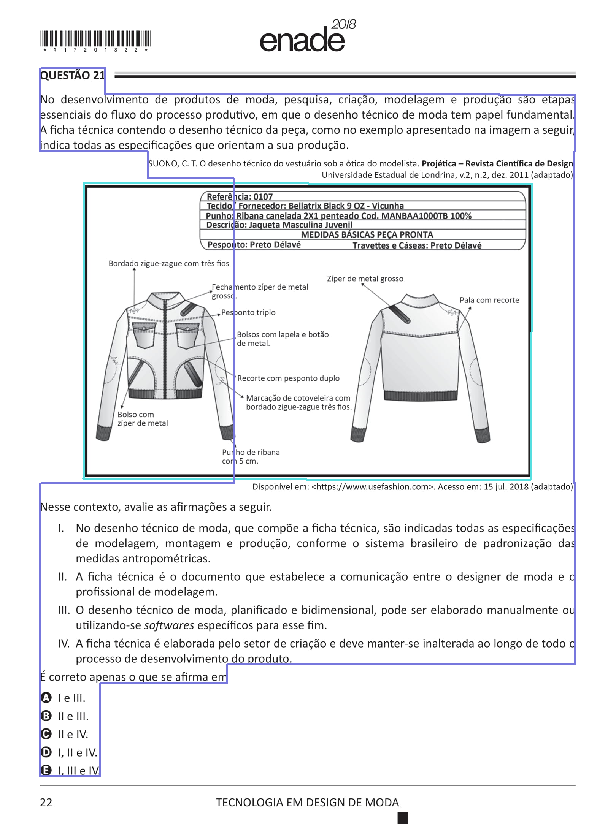 *R17201822*
enade2018
QUESTÃO 21
No desenvolvimento de produtos de moda, pesquisa, criação, modelagem e produção são etapas
essenciais do fluxo do processo produtivo, em que o desenho técnico de moda tem papel fundamental.
A ficha técnica contendo o desenho técnico da peça, como no exemplo apresentado na imagem a seguir,
indica todas as especificações que orientam a sua produção.
SUONO, C. T. O desenho técnico do vestuário sob a ótica do modelista. Projética – Revista Científica de Design
Universidade Estadual de Londrina, v.2, n.2, dez. 2011 (adaptado)
Referência: 0107
Tecido/ Fornecedor: Bellatrix Black 9 OZ - Vicunha
Punho: Ribana canelada 2X1 penteado Cod. MANBAA1000TB 100%
Descrição: Jaqueta Masculina Juvenil
MEDIDAS BÁSICAS PEÇA PRONTA
Pesponto: Preto Délavé Travettes e Cáseas: Preto Délavé
Bordado zigue-zague com três fios
Fechamento zíper de metal
grosso.
Pesponto triplo
Bolsos com lapela e botão
de metal.
Recorte com pesponto duplo
Marcação de cotoveleira com
bordado zigue-zague três fios
Bolso com
zíper de metal
Punho de ribana
com 5 cm.
Zíper de metal grosso
Pala com recorte
Disponível em: <https://www.usefashion.com>. Acesso em: 15 jul. 2018 (adaptado)
Nesse contexto, avalie as afirmações a seguir.
I. No desenho técnico de moda, que compõe a ficha técnica, são indicadas todas as especificações
de modelagem, montagem e produção, conforme o sistema brasileiro de padronização das
medidas antropométricas.
II. A ficha técnica é o documento que estabelece a comunicação entre o designer de moda e o
profissional de modelagem.
III. O desenho técnico de moda, planificado e bidimensional, pode ser elaborado manualmente ou
utilizando-se softwares específicos para esse fim.
IV. A ficha técnica é elaborada pelo setor de criação e deve manter-se inalterada ao longo de todo o
processo de desenvolvimento do produto.
É correto apenas o que se afirma em
A I e III.
B II e III.
C II e IV.
D I, II e IV.
E I, III e IV
22 TECNOLOGIA EM DESIGN DE MODA